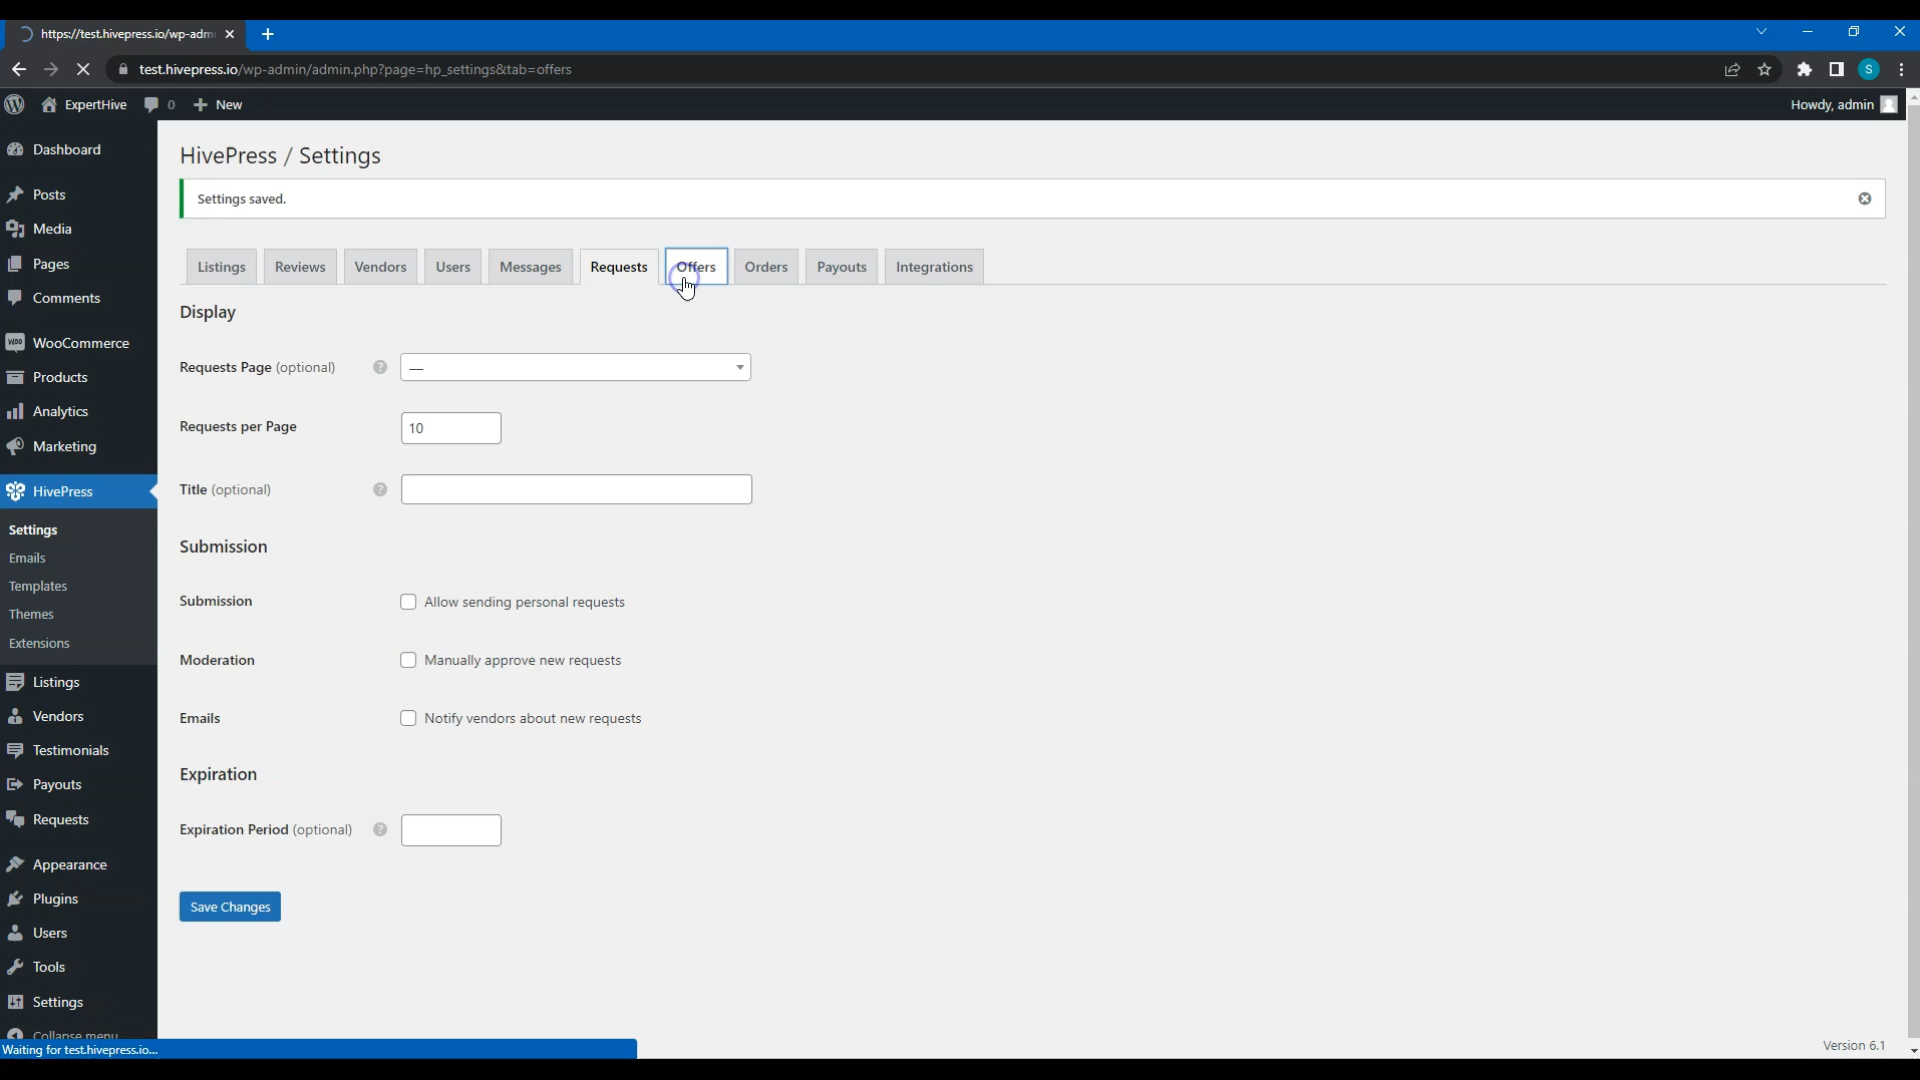 https://test.hivepress.io/wp-adm
test.hivepress.io/wp-admin/admin.php?page=hp_settings&tab=offers
S
ExpertHive
0
New
Howdy, admin
Dashboard
Posts
Media
Pages
Comments
WooCommerce
Products
Analytics
Marketing
HivePress
Settings
Emails
Templates
Themes
Extensions
Listings
Vendors
Testimonials
Payouts
Requests
Appearance
Plugins
Users
Tools
Settings
Collapse menu
Waiting for test.hivepress.io...
HivePress / Settings
Settings saved.
Listings Reviews Vendors Users Messages Requests Offers Orders Payouts Integrations
Display
Requests Page (optional) ? —
Requests per Page 10
Title (optional) ?
Submission
Submission Allow sending personal requests
Moderation Manually approve new requests
Emails Notify vendors about new requests
Expiration
Expiration Period (optional) ?
Save Changes
Version 6.1